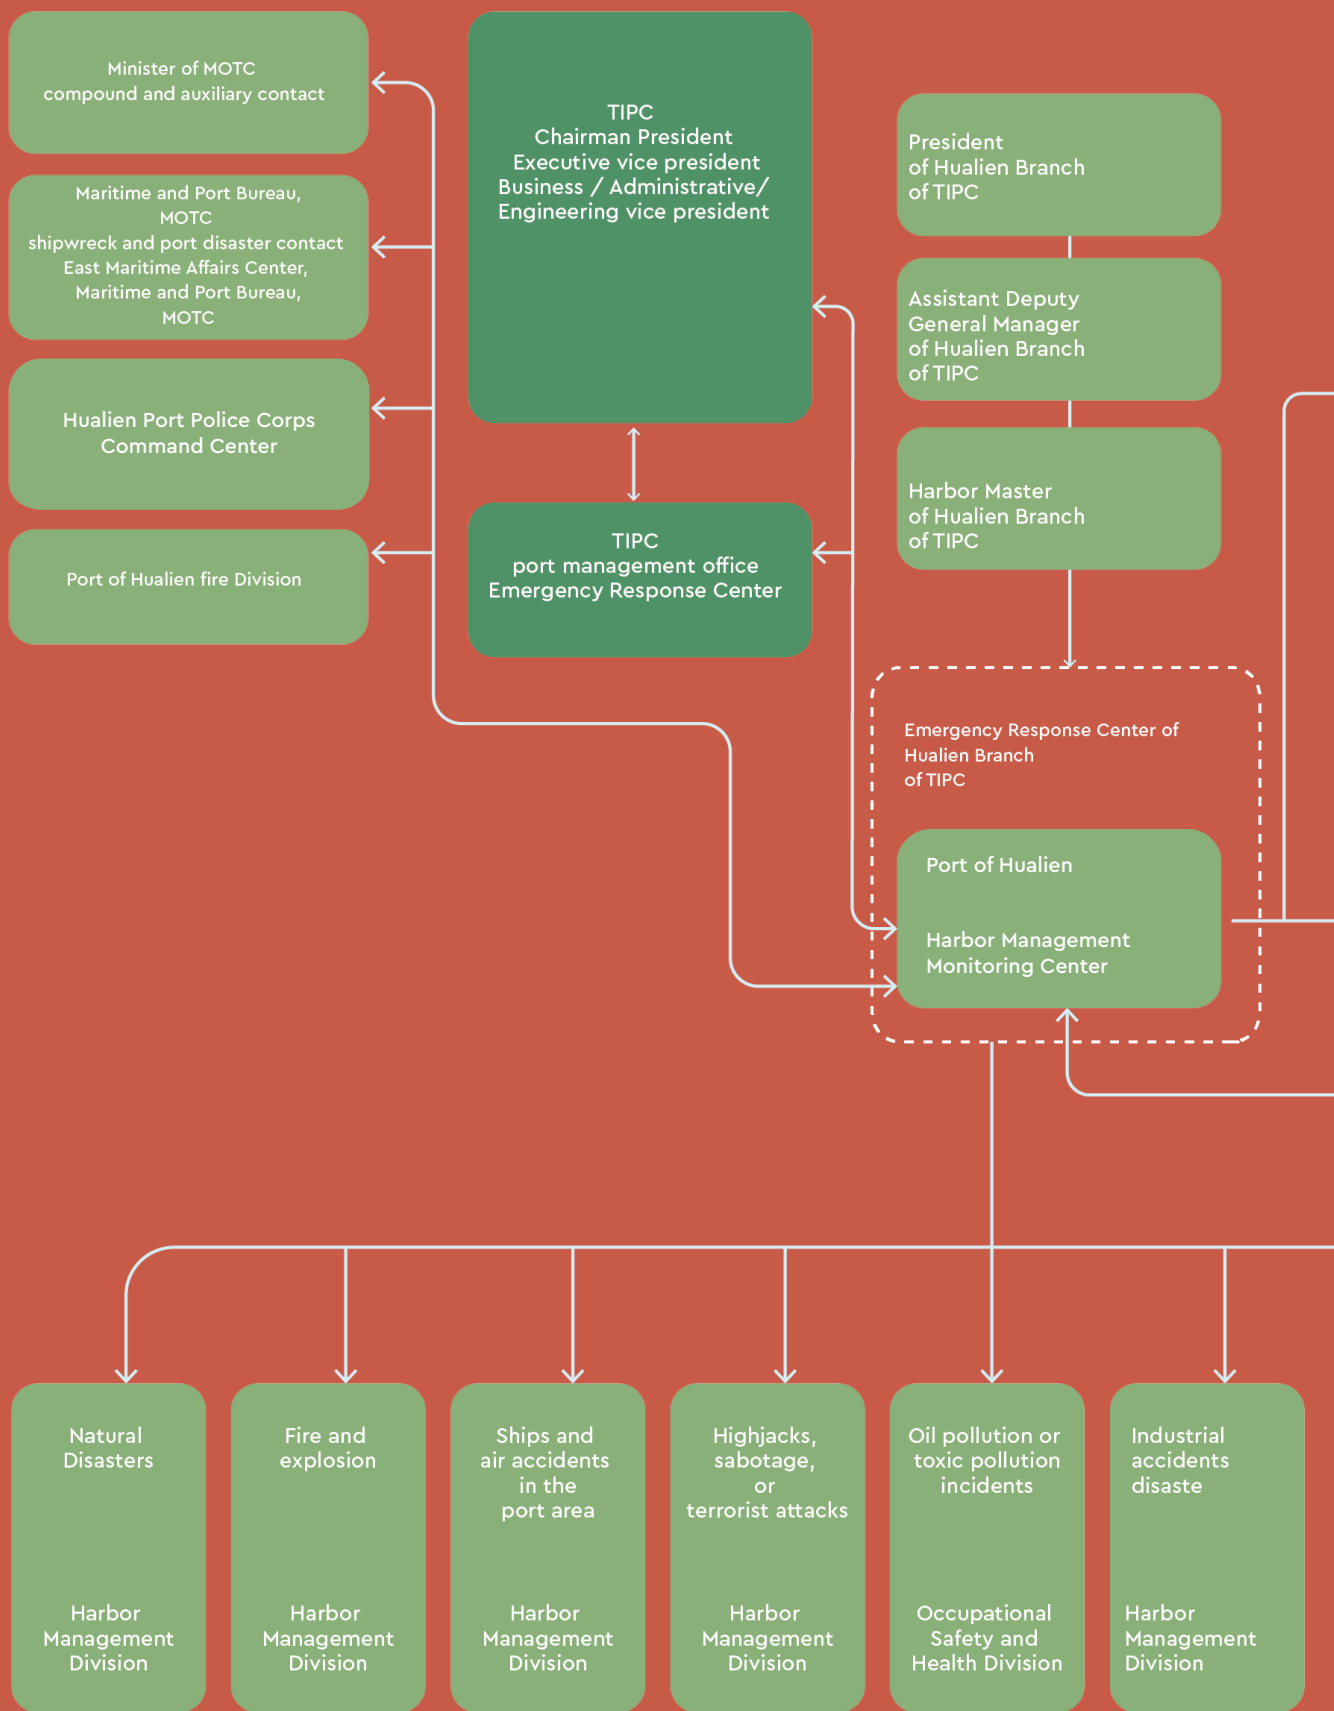 Minister of MOTC
compound and auxiliary contact
Maritime and Port Bureau,
MOTC
shipwreck and port disaster contact
East Maritime Affairs Center,
Maritime and Port Bureau,
MOTC
Hualien Port Police Corps
Command Center
Port of Hualien fire Division
TIPC
Chairman President
Executive vice president
Business / Administrative/
Engineering vice president
TIPC
port management office
Emergency Response Center
President
of Hualien Branch
of TIPC
Assistant Deputy
General Manager
of Hualien Branch
of TIPC
Harbor Master
of Hualien Branch
of TIPC
Emergency Response Center of
Hualien Branch
of TIPC
Port of Hualien
Harbor Management
Monitoring Center
Natural
Disasters
Harbor
Management
Division
Fire and
explosion
Harbor
Management
Division
Ships and
air accidents
in the
port area
Harbor
Management
Division
Highjacks,
sabotage,
or
terrorist attacks
Harbor
Management
Division
Oil pollution or
toxic pollution
incidents
Occupational
Safety and
Health Division
Industrial
accidents
disaste
Harbor
Management
Division